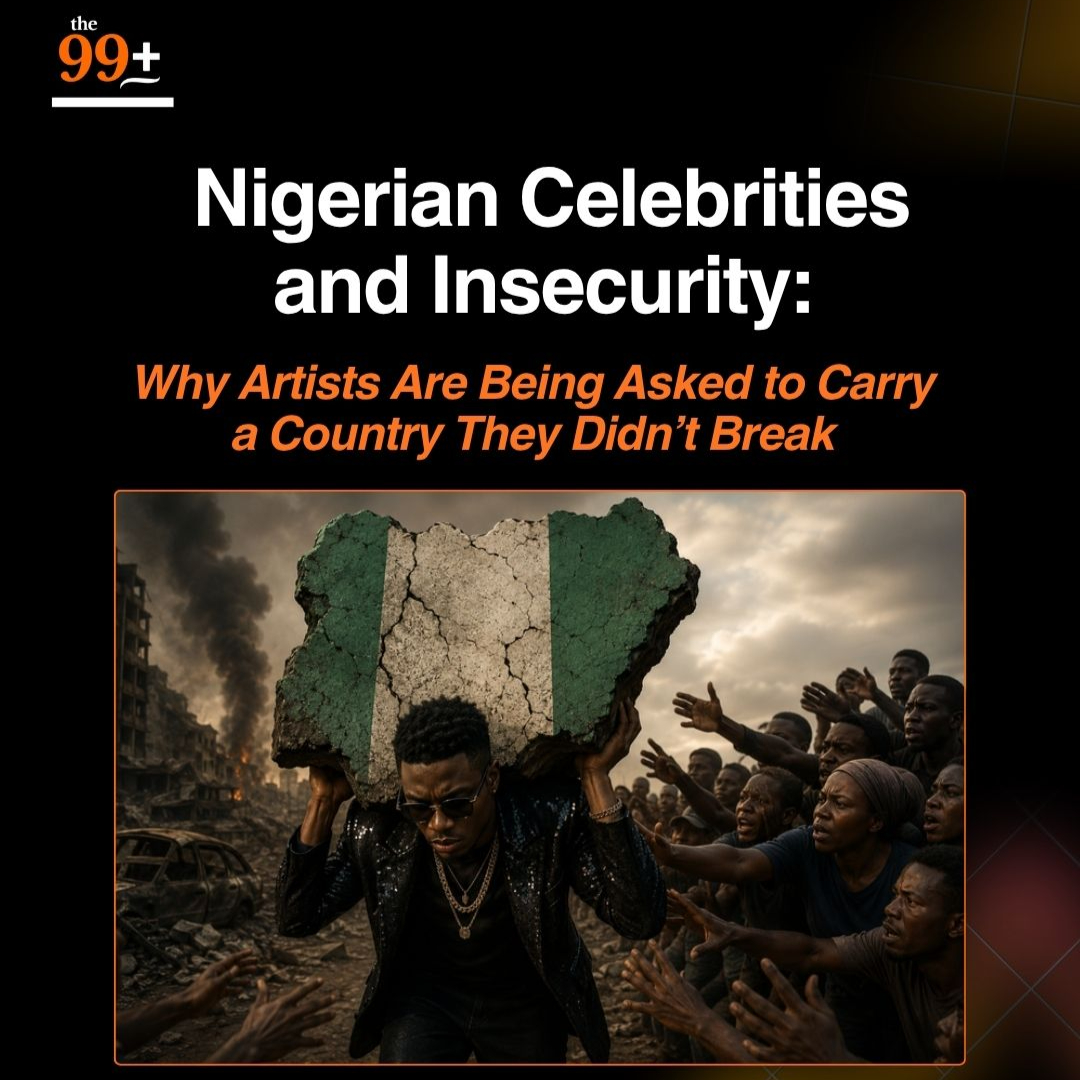 the
99+
Nigerian Celebrities
and Insecurity:
Why Artists Are Being Asked to Carry
a Country They Didn’t Break